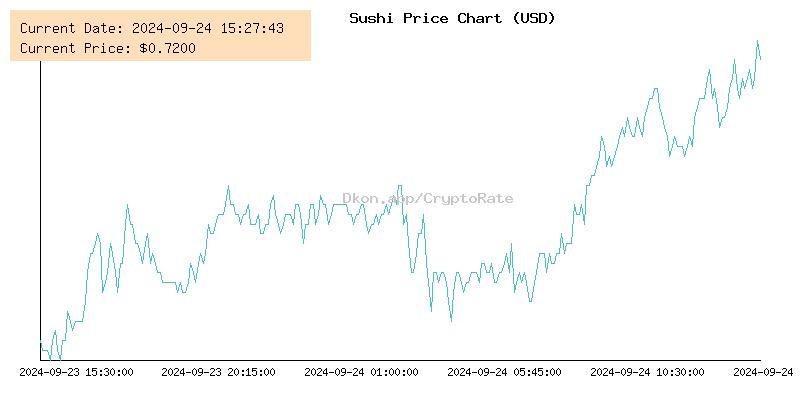 Sushi Price Chart (USD)
Current Date: 2024-09-24 15:27:43
Current Price: $0.7200
Dkon.app/CryptoRate
2024-09-23 15:30:00 2024-09-23 20:15:00 2024-09-24 01:00:00 2024-09-24 05:45:00 2024-09-24 10:30:00 2024-09-24